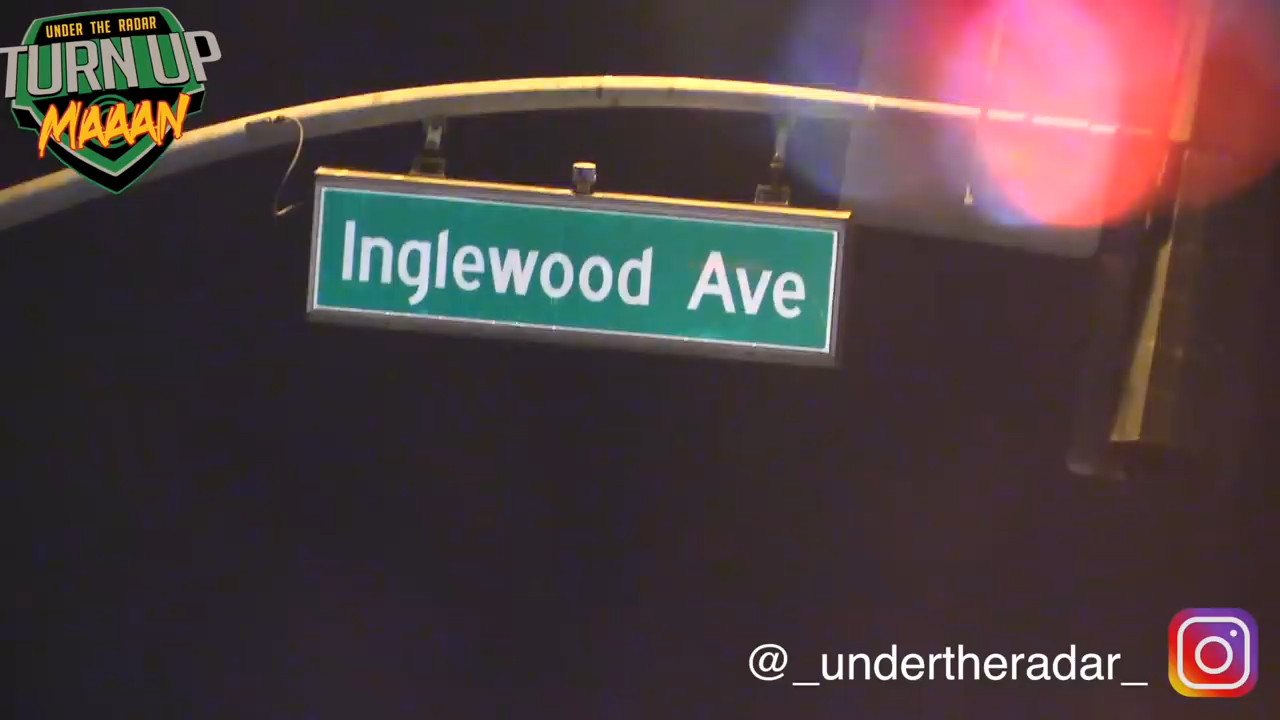 UNDER THE RADAR
TURN UP
MAAAN
Inglewood Ave
@_undertheradar_